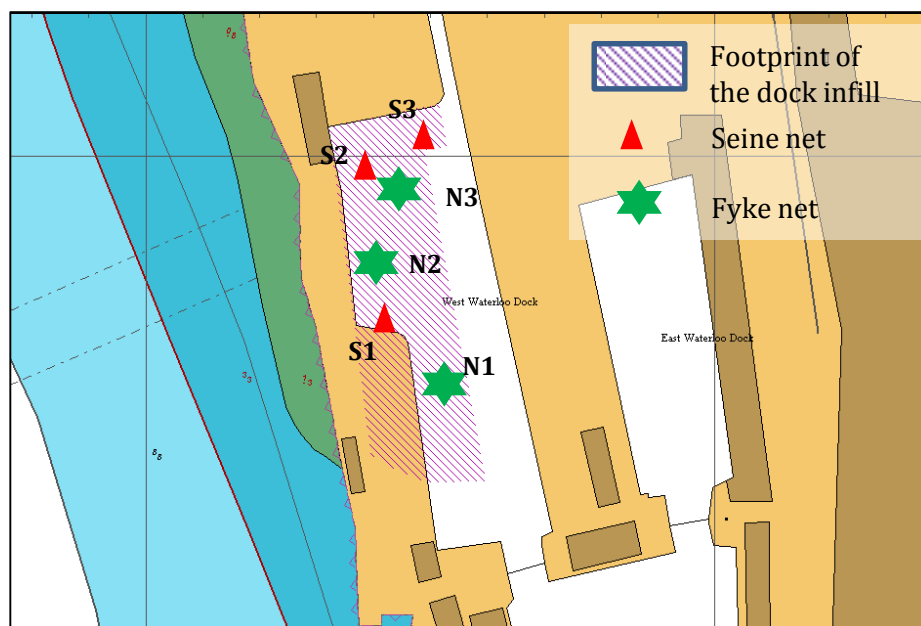 Footprint of
the dock infill
Seine net
Fyke net
S3
S2
N3
N2
West Waterloo Dock
East Waterloo Dock
S1
N1